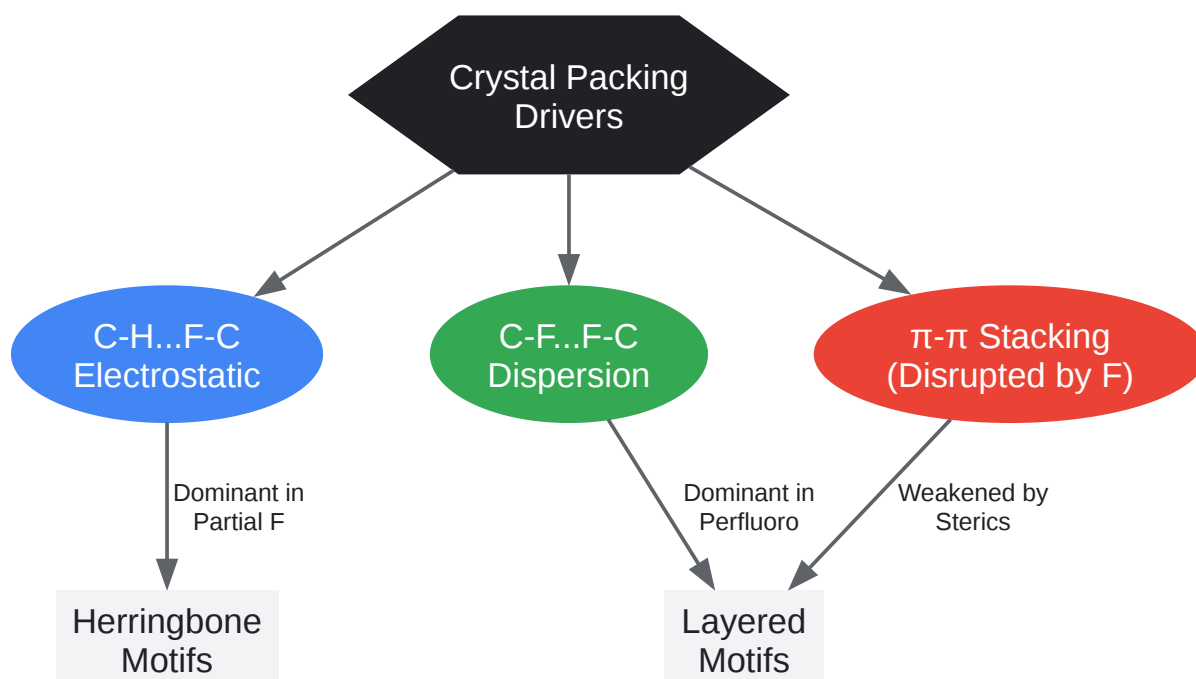 Crystal Packing
Drivers
C-H...F-C
Electrostatic
C-F...F-C
Dispersion
π-π Stacking
(Disrupted by F)
Dominant in
Partial F
Dominant in
Perfluoro
Weakened by
Sterics
Herringbone
Motifs
Layered
Motifs